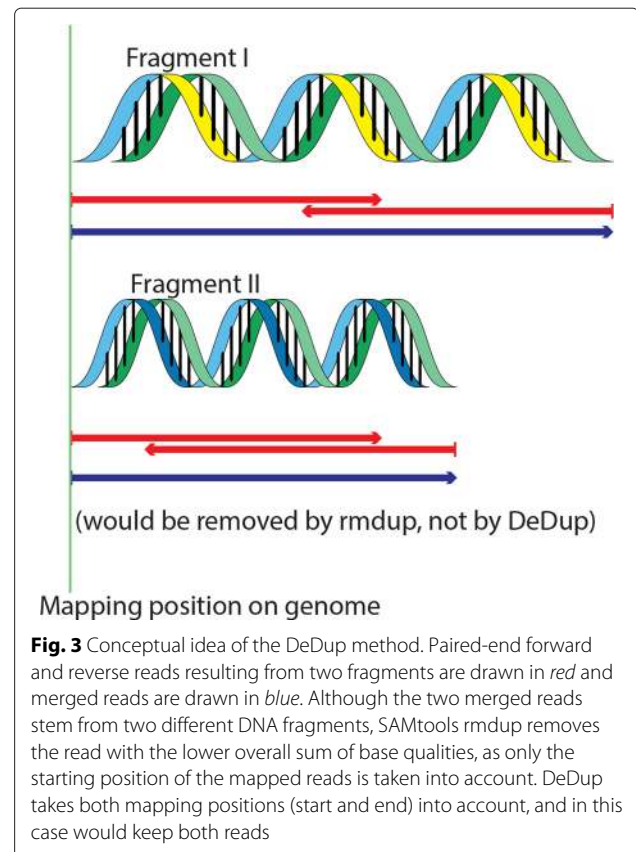 Fragment I
Fragment II
(would be removed by rmdup, not by DeDup)
Mapping position on genome
Fig. 3 Conceptual idea of the DeDup method. Paired-end forward
and reverse reads resulting from two fragments are drawn in red and
merged reads are drawn in blue. Although the two merged reads
stem from two different DNA fragments, SAMtools rmdup removes
the read with the lower overall sum of base qualities, as only the
starting position of the mapped reads is taken into account. DeDup
takes both mapping positions (start and end) into account, and in this
case would keep both reads